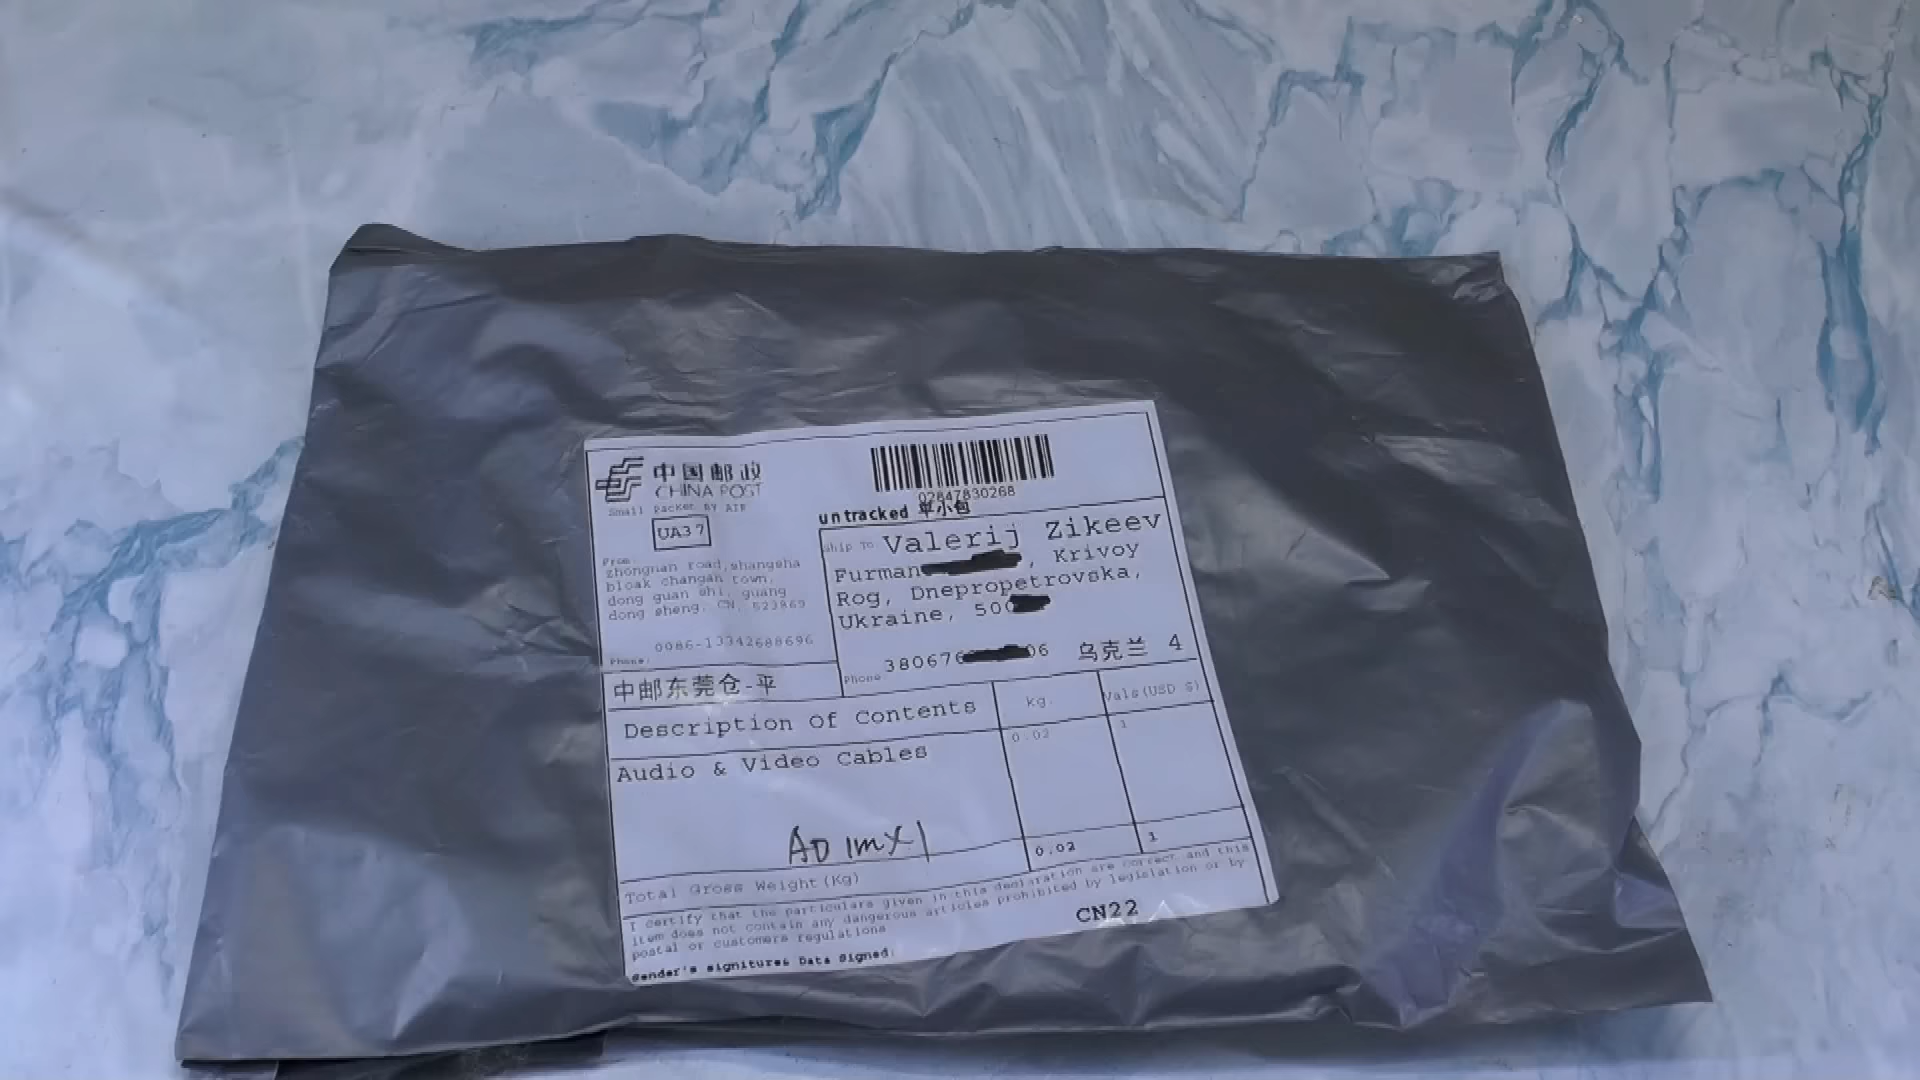 中国邮政
CHINA POST
Small Packet BY AIR
UA37
02847830268
untracked 平小包
From:
zhongnan road,shangsha
bloak changan town,
dong guan shi, guang
dong sheng, CN, 523869
0086-13342688696
Phone:
Ship To Valerij Zikeev
Furman , Krivoy
Rog, Dnepropetrovska,
Ukraine, 50
Phone 380676 06 乌克兰 4
中邮东莞仓-平
Description Of Contents kg. Vals(USD $)
Audio & Video Cables 0.02 1
AD 1mX1
Total Gross Weight(Kg) 0.02 1
I certify that the particulars given in this declaration are correct and this
item does not contain any dangerous articles prohibited by legislation or by
postal or customers regulations
Sender's signitures Data Signed:
CN22